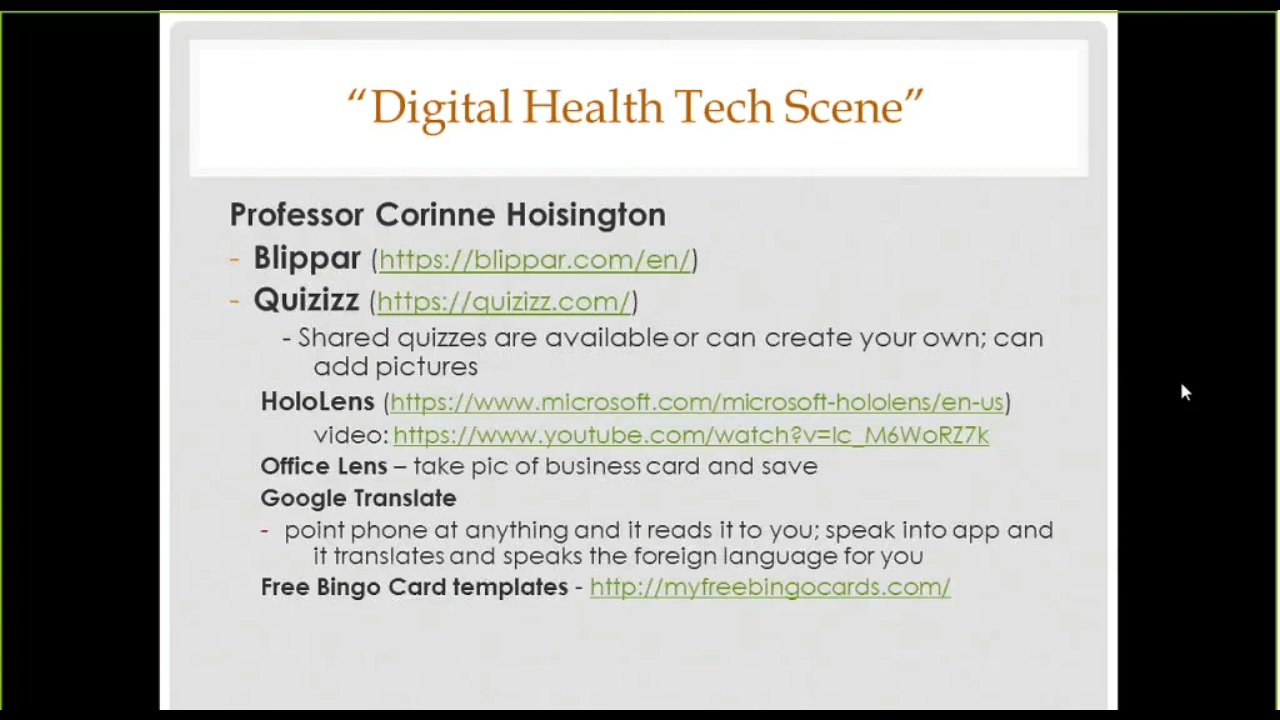 “Digital Health Tech Scene”
Professor Corinne Hoisington
- Blippar (https://blippar.com/en/)
- Quizizz (https://quizizz.com/)
- Shared quizzes are available or can create your own; can
add pictures
HoloLens (https://www.microsoft.com/microsoft-hololens/en-us)
video: https://www.youtube.com/watch?v=lc_M6WoRZ7k
Office Lens – take pic of business card and save
Google Translate
- point phone at anything and it reads it to you; speak into app and
it translates and speaks the foreign language for you
Free Bingo Card templates - http://myfreebingocards.com/